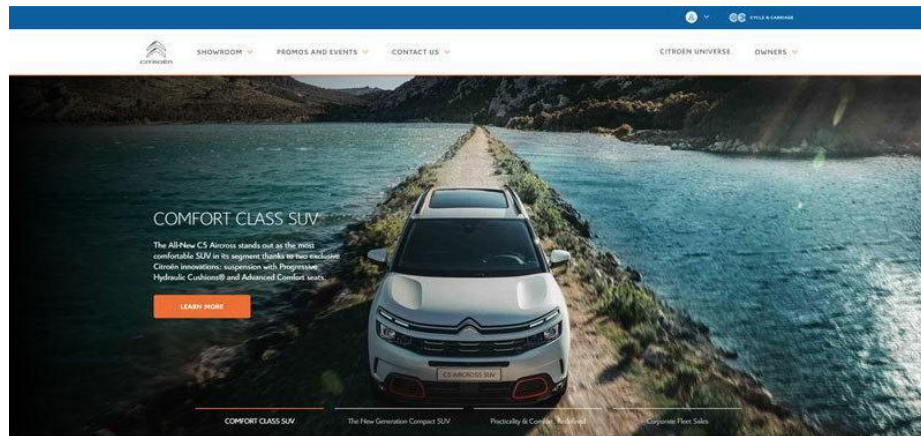 CYCLE & CARRIAGE
CITROËN
SHOWROOM
PROMOS AND EVENTS
CONTACT US
CITROËN UNIVERSE
OWNERS
COMFORT CLASS SUV
The All-New C5 Aircross stands out as the most
comfortable SUV in its segment thanks to two exclusive
Citroën innovations: suspension with Progressive
Hydraulic Cushions® and Advanced Comfort seats.
LEARN MORE
C5 AIRCROSS SUV
COMFORT CLASS SUV
The New Generation Compact SUV
Practicality & Comfort, Redefined
Corporate Fleet Sales